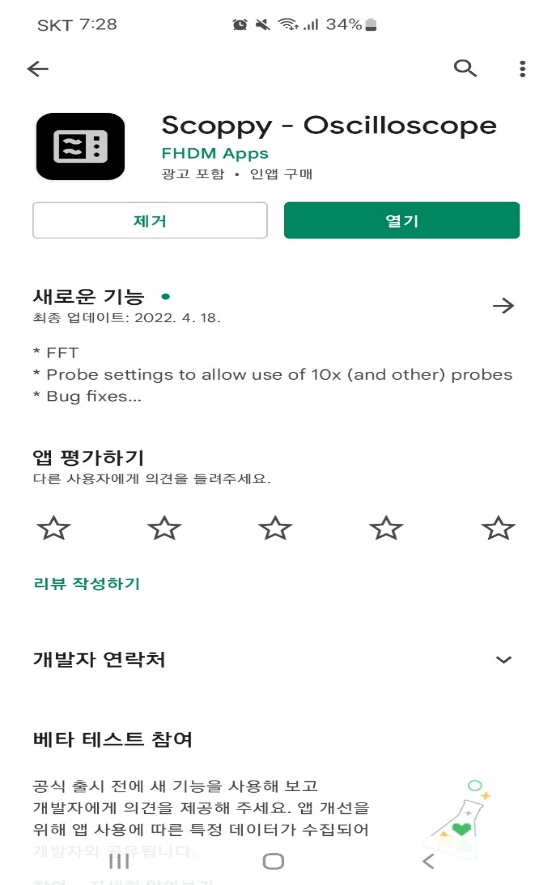 SKT 7:28
34%
Scoppy - Oscilloscope
FHDM Apps
광고 포함 • 인앱 구매
제거
열기
새로운 기능 •
최종 업데이트: 2022. 4. 18.
* FFT
* Probe settings to allow use of 10x (and other) probes
* Bug fixes...
앱 평가하기
다른 사용자에게 의견을 들려주세요.
리뷰 작성하기
개발자 연락처
베타 테스트 참여
공식 출시 전에 새 기능을 사용해 보고
개발자에게 의견을 제공해 주세요. 앱 개선을
위해 앱 사용에 따른 특정 데이터가 수집되어
개발자와 공유됩니다.